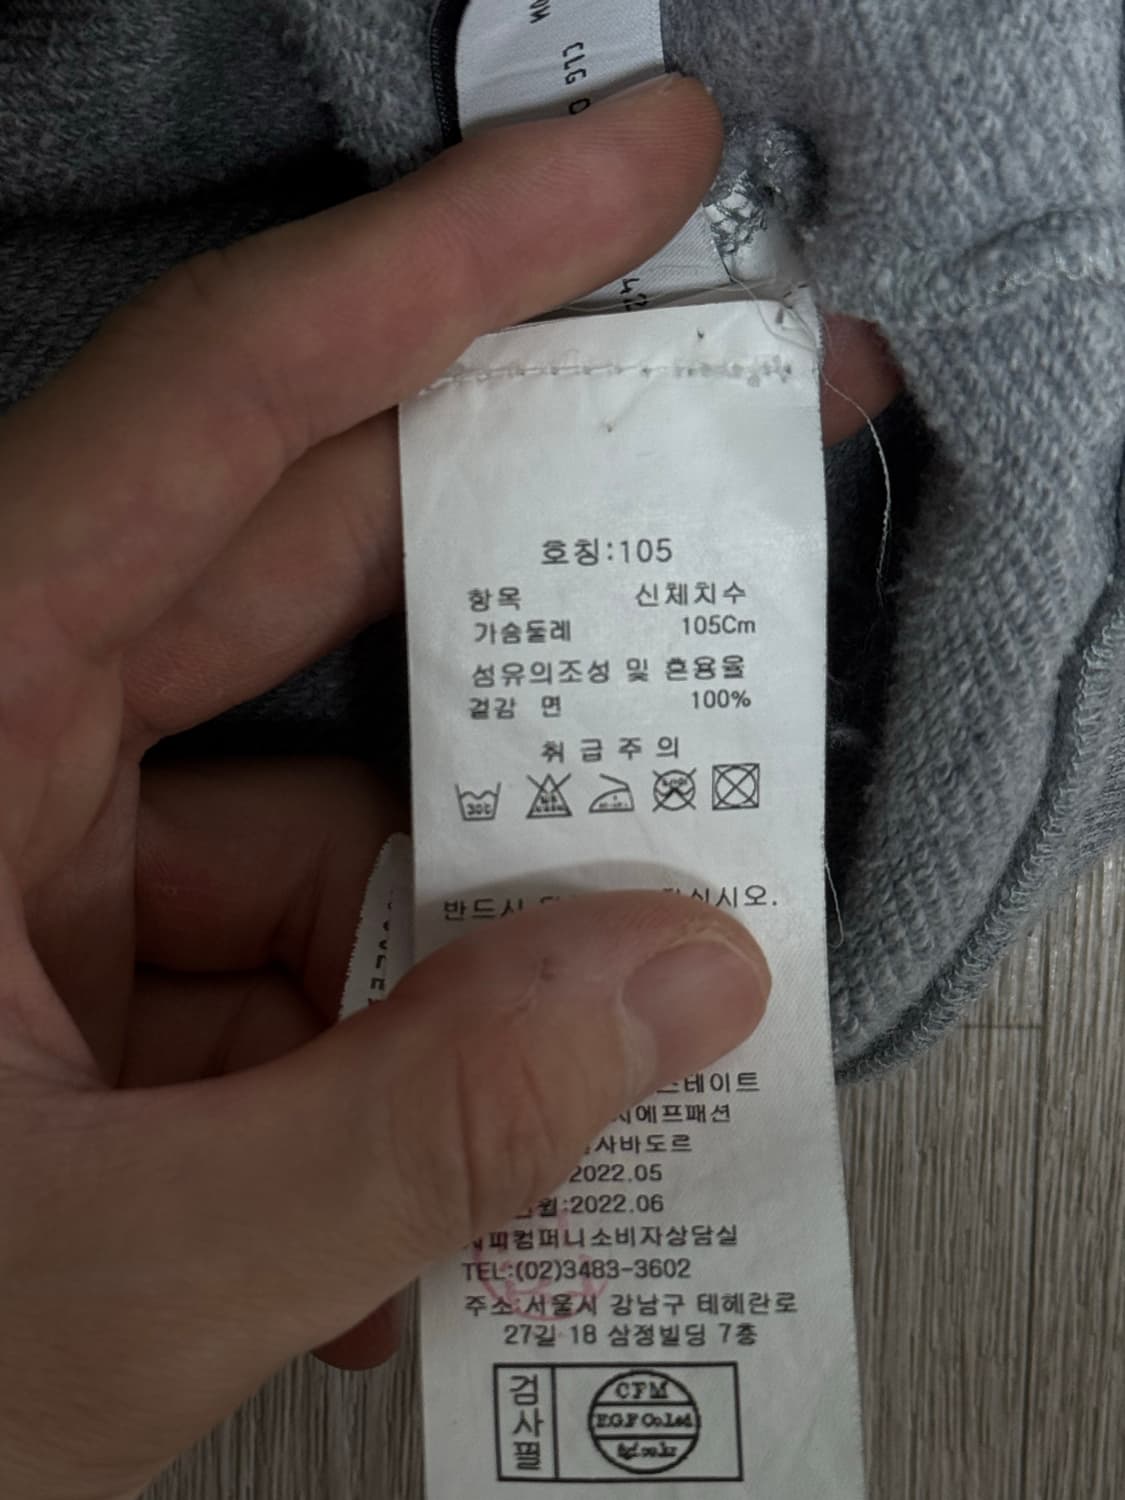 호칭:105
항목 신체치수
가슴둘레 105Cm
섬유의조성 및 혼용율
겉감 면 100%
취급주의
30℃
반드시 십시오.
스테이트
에프패션
사바도르
2022.05
2022.06
컴퍼니소비자상담실
TEL:(02)3483-3602
주소:서울시 강남구 테헤란로
27길 18 삼정빌딩 7층
검사필
CFM
F.G.F Co.Ltd